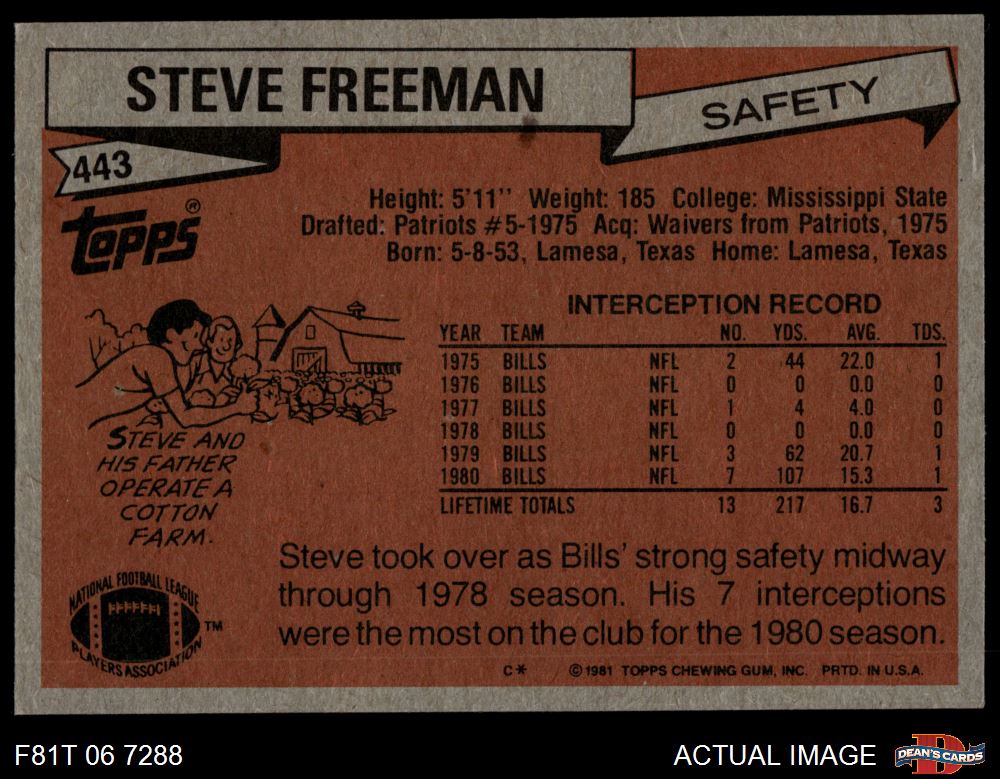 STEVE FREEMAN
SAFETY
443
Topps®
Height: 5'11'' Weight: 185 College: Mississippi State
Drafted: Patriots #5-1975 Acq: Waivers from Patriots, 1975
Born: 5-8-53, Lamesa, Texas Home: Lamesa, Texas
INTERCEPTION RECORD
YEAR TEAM NO. YDS. AVG. TDS.
1975 BILLS NFL 2 44 22.0 1
1976 BILLS NFL 0 0 0.0 0
1977 BILLS NFL 1 4 4.0 0
1978 BILLS NFL 0 0 0.0 0
1979 BILLS NFL 3 62 20.7 1
1980 BILLS NFL 7 107 15.3 1
LIFETIME TOTALS 13 217 16.7 3
STEVE AND
HIS FATHER
OPERATE A
COTTON
FARM.
Steve took over as Bills' strong safety midway
through 1978 season. His 7 interceptions
were the most on the club for the 1980 season.
NATIONAL FOOTBALL LEAGUE
PLAYERS ASSOCIATION
TM
C* ©1981 TOPPS CHEWING GUM, INC. PRTD. IN U.S.A.
F81T 06 7288
ACTUAL IMAGE
D
DEAN'S CARDS